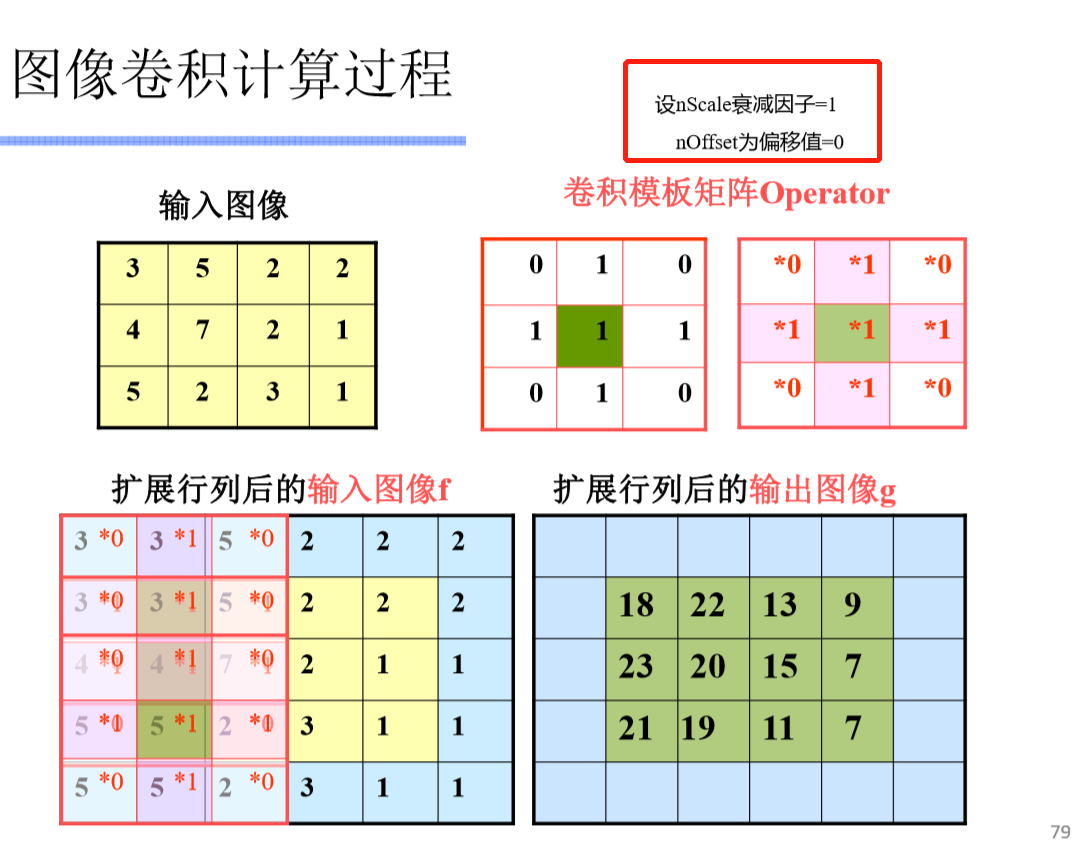 图像卷积计算过程
设nScale衰减因子=1
nOffset为偏移值=0
输入图像
卷积模板矩阵Operator
3 5 2 2
4 7 2 1
5 2 3 1
0 1 0
1 1 1
0 1 0
*0 *1 *0
*1 *1 *1
*0 *1 *0
扩展行列后的输入图像f
3 *0 3 *1 5 *0 2 2 2
3 *0 3 *1 5 *0 2 2 2
4 4 *1 7 2 1 1
5 5 *1 2 3 1 1
5 *0 5 *1 2 *0 3 1 1
扩展行列后的输出图像g
18 22 13 9
23 20 15 7
21 19 11 7
79